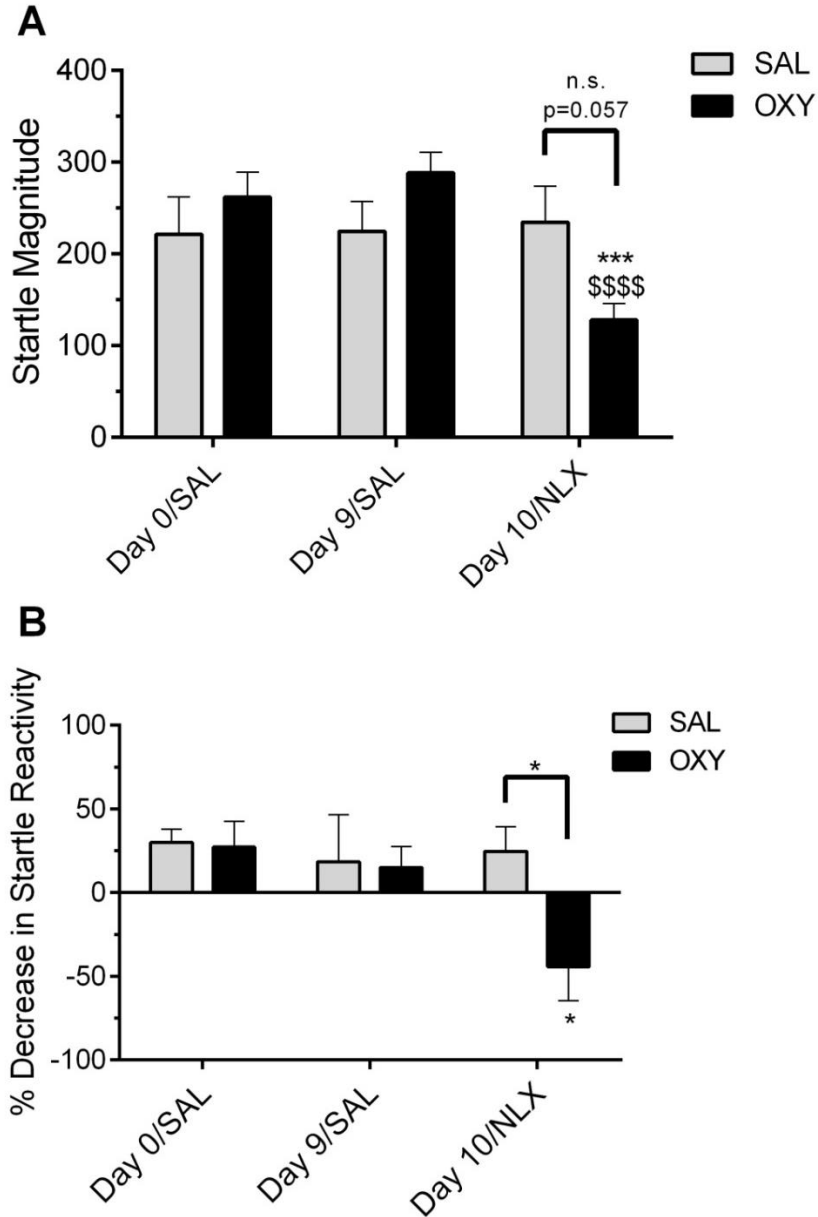 A
SAL
OXY
n.s.
p=0.057
***
$$$$
Startle Magnitude
400
300
200
100
0
Day 0/SAL
Day 9/SAL
Day 10/NLX
B
SAL
OXY
*
*
% Decrease in Startle Reactivity
100
50
0
-50
-100
Day 0/SAL
Day 9/SAL
Day 10/NLX